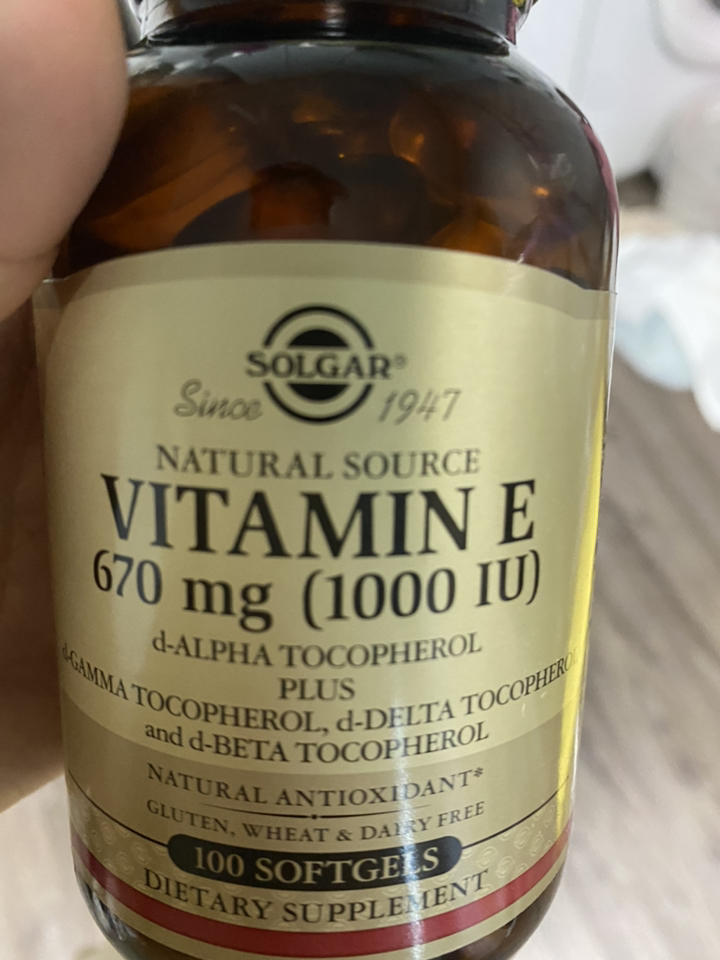 SOLGAR®
Since 1947
NATURAL SOURCE
VITAMIN E
670 mg (1000 IU)
d-ALPHA TOCOPHEROL
PLUS
d-GAMMA TOCOPHEROL, d-DELTA TOCOPHEROL
and d-BETA TOCOPHEROL
NATURAL ANTIOXIDANT*
GLUTEN, WHEAT & DAIRY FREE
100 SOFTGELS
DIETARY SUPPLEMENT